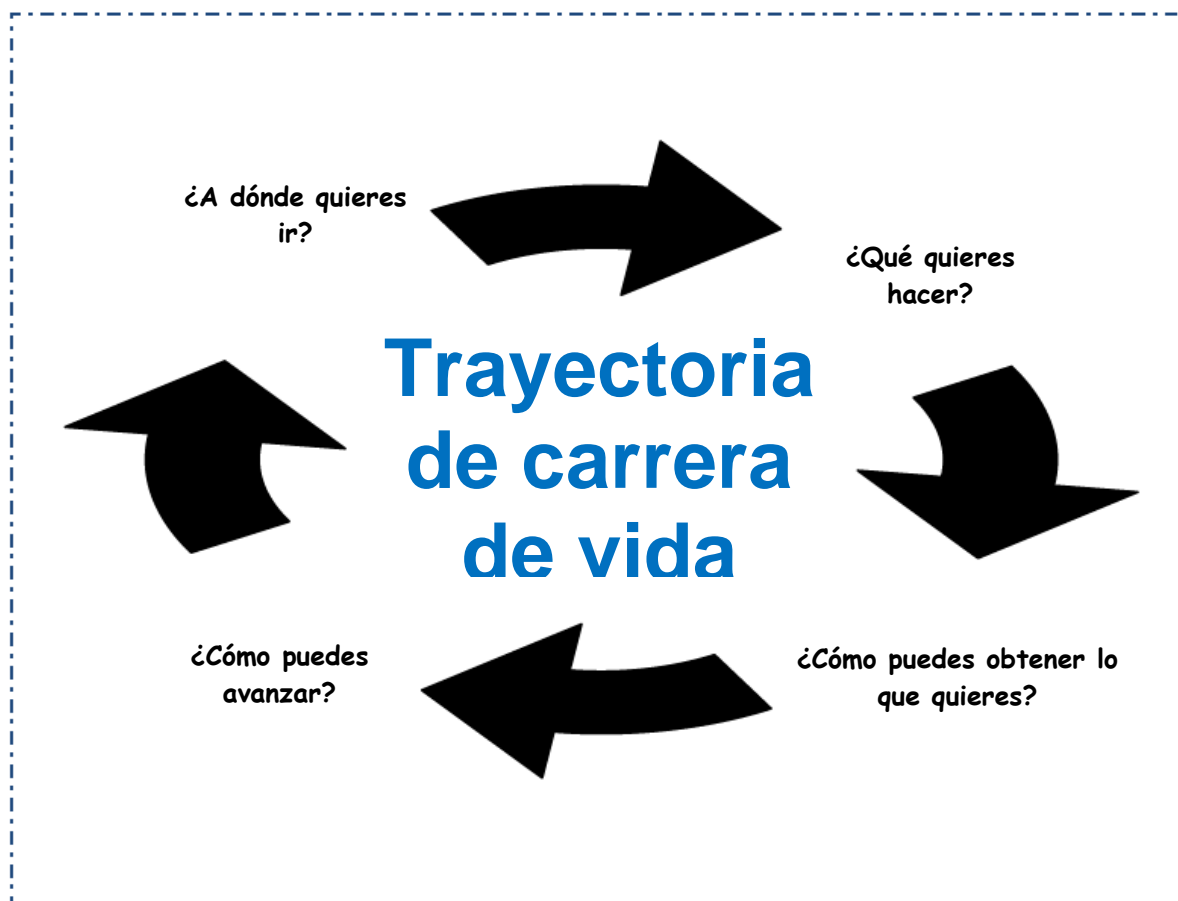 ¿A dónde quieres
ir?
¿Qué quieres
hacer?
Trayectoria
de carrera
de vida
¿Cómo puedes
avanzar?
¿Cómo puedes obtener lo
que quieres?